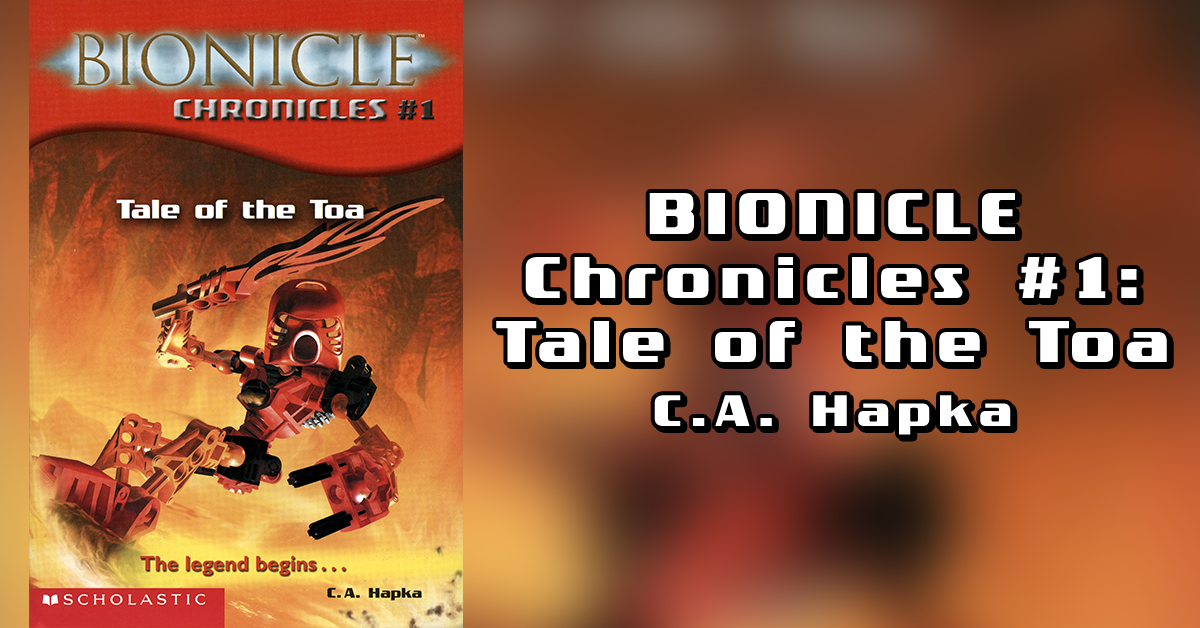 BIONICLE™
CHRONICLES #1
Tale of the Toa
The legend begins...
C.A. Hapka
SCHOLASTIC
BIONICLE
Chronicles #1:
Tale of the Toa
C.A. Hapka